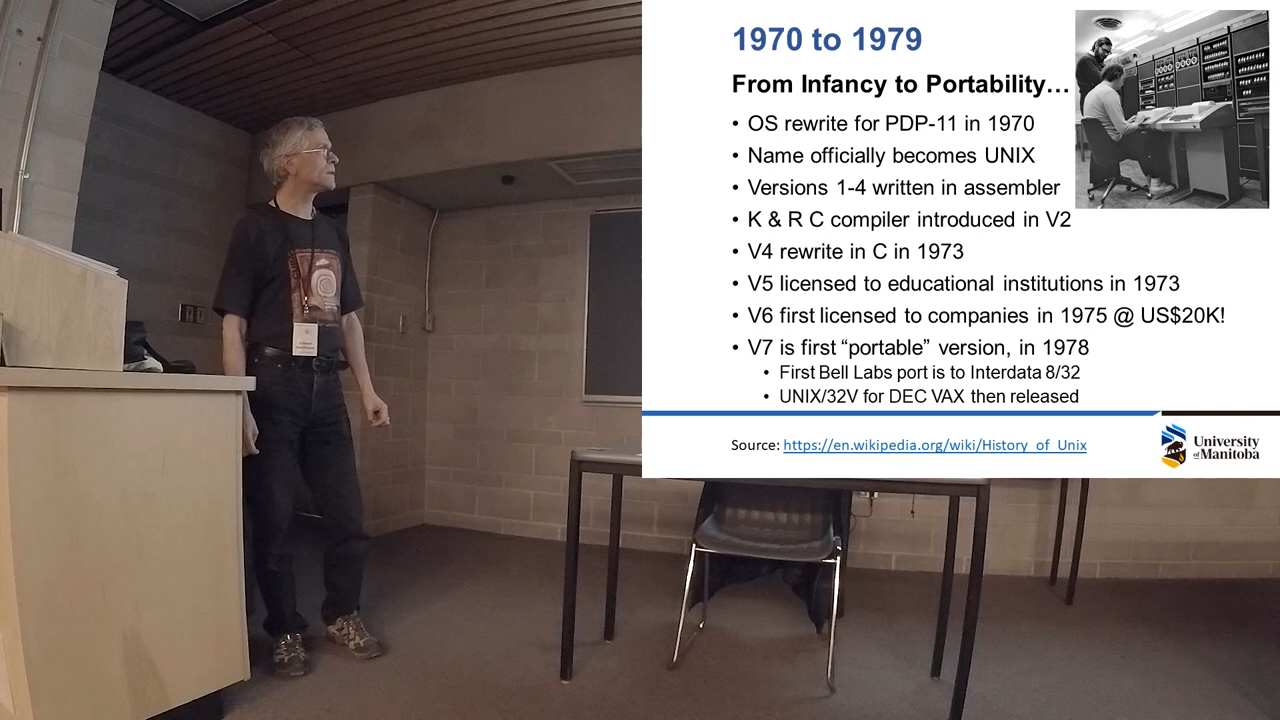 1970 to 1979
From Infancy to Portability…
• OS rewrite for PDP-11 in 1970
• Name officially becomes UNIX
• Versions 1-4 written in assembler
• K & R C compiler introduced in V2
• V4 rewrite in C in 1973
• V5 licensed to educational institutions in 1973
• V6 first licensed to companies in 1975 @ US$20K!
• V7 is first “portable” version, in 1978
• First Bell Labs port is to Interdata 8/32
• UNIX/32V for DEC VAX then released
Source: https://en.wikipedia.org/wiki/History_of_Unix
University
of Manitoba